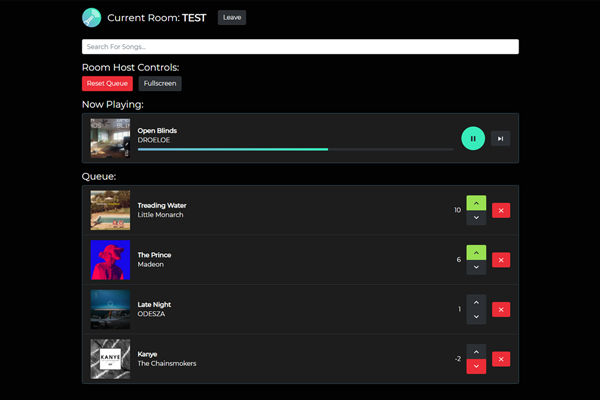 Current Room: TEST
Leave
Search For Songs...
Room Host Controls:
Reset Queue
Fullscreen
Now Playing:
Open Blinds
DROELOE
Queue:
Treading Water
Little Monarch
10
The Prince
Madeon
6
Late Night
ODESZA
1
KANYE
Kanye
The Chainsmokers
-2